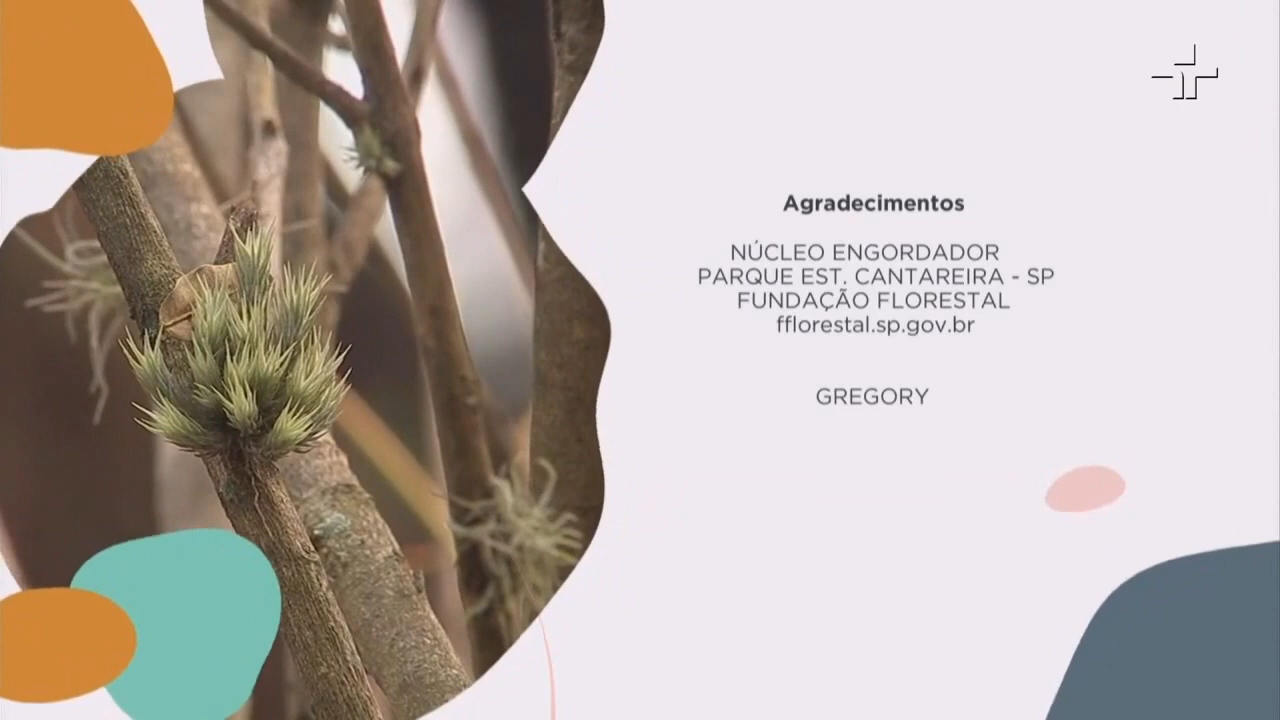 Agradecimentos
NÚCLEO ENGORDADOR
PARQUE EST. CANTAREIRA - SP
FUNDAÇÃO FLORESTAL
fflorestal.sp.gov.br
GREGORY